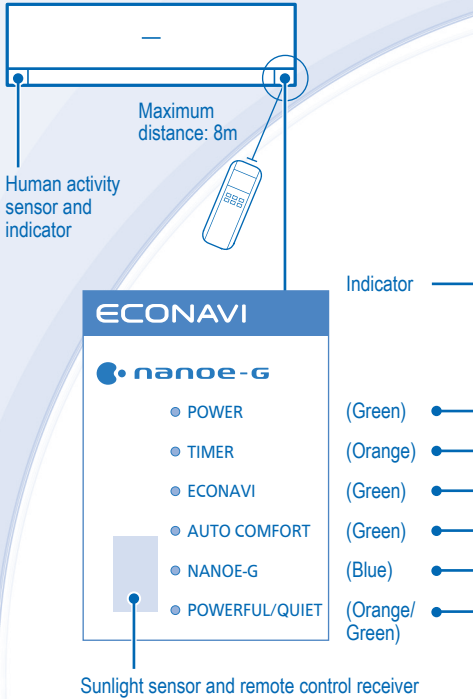 Maximum
distance: 8m
Human activity
sensor and
indicator
Indicator
ECONAVI
nanoe-G
POWER (Green)
TIMER (Orange)
ECONAVI (Green)
AUTO COMFORT (Green)
NANOE-G (Blue)
POWERFUL/QUIET (Orange/
Green)
Sunlight sensor and remote control receiver